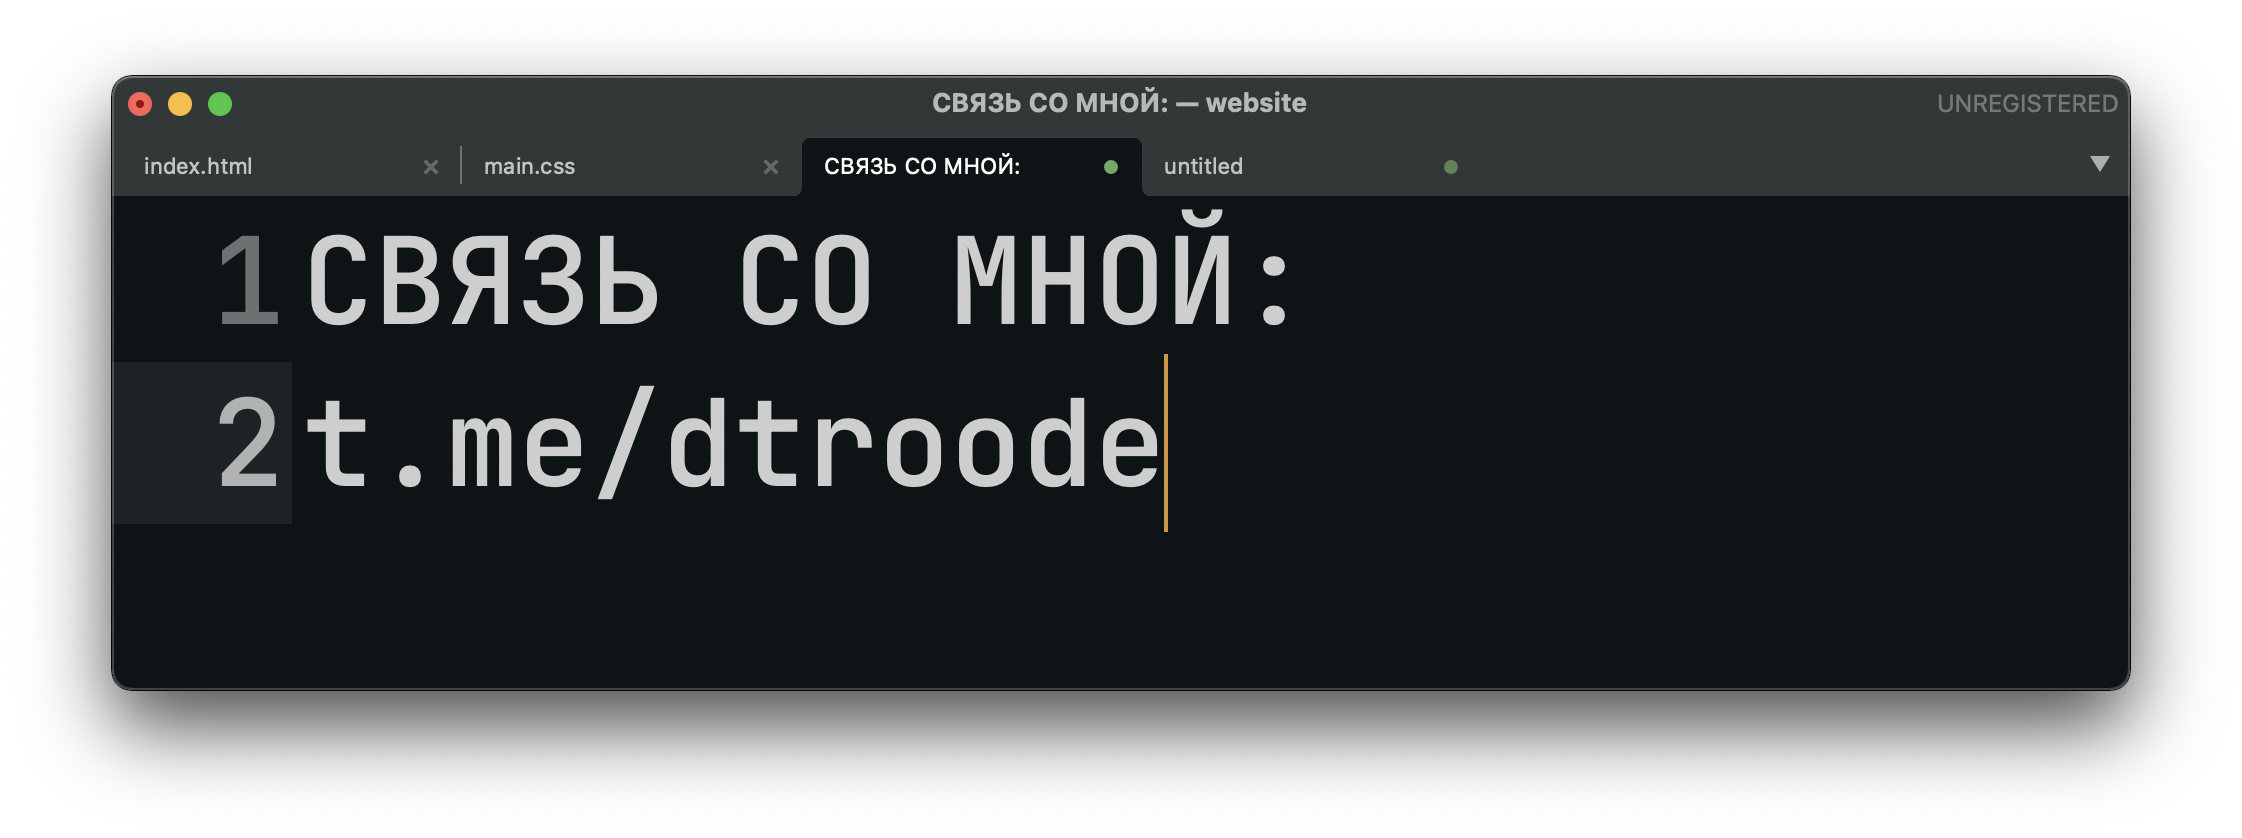 СВЯЗЬ СО МНОЙ: — website
UNREGISTERED
index.html
main.css
СВЯЗЬ СО МНОЙ:
untitled
1 СВЯЗЬ СО МНОЙ:
2 t.me/dtroode